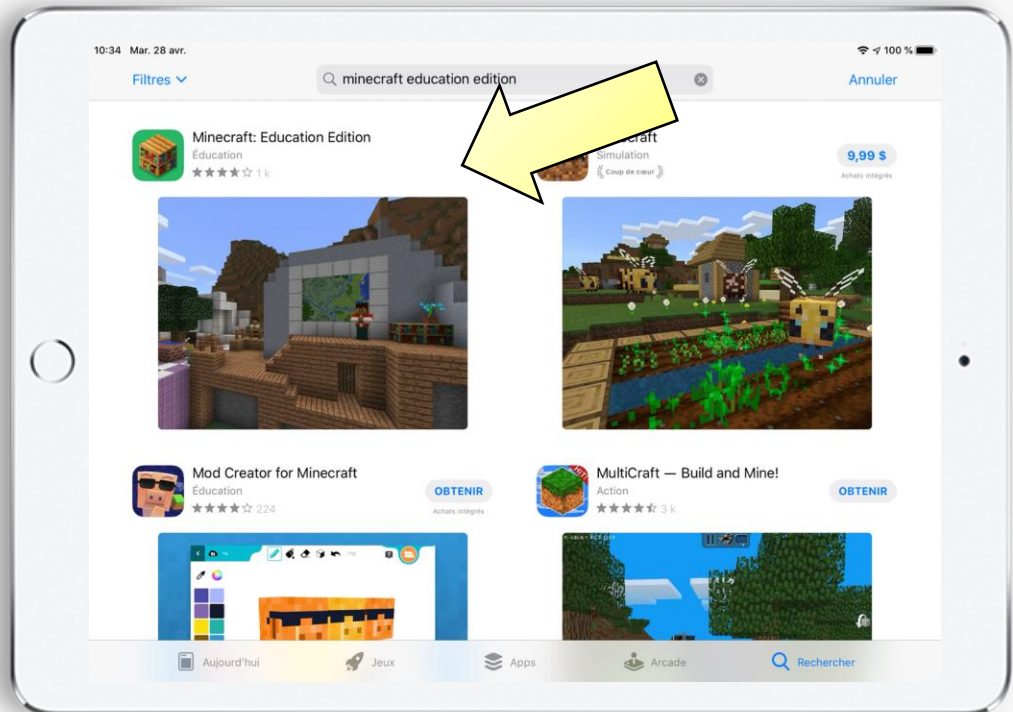 10:34 Mar. 28 avr.
100 %
Filtres
minecraft education edition
Annuler
Minecraft: Education Edition
Éducation
1 k
craft
Simulation
Coup de cœur
9,99 $
Achats intégrés
Mod Creator for Minecraft
Éducation
224
OBTENIR
Achats intégrés
MultiCraft — Build and Mine!
Action
3 k
OBTENIR
Aujourd'hui
Jeux
Apps
Arcade
Rechercher